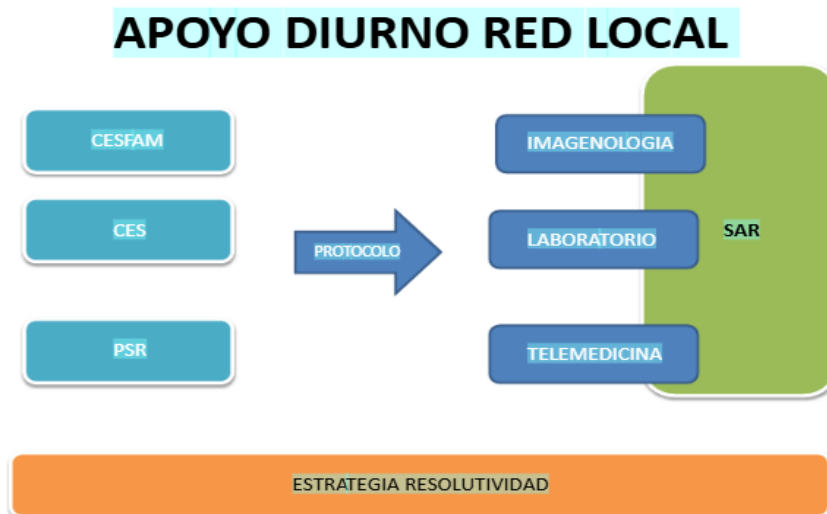 APOYO DIURNO RED LOCAL
CESFAM
CES
PSR
PROTOCOLO
IMAGENOLOGIA
LABORATORIO
TELEMEDICINA
SAR
ESTRATEGIA RESOLUTIVIDAD